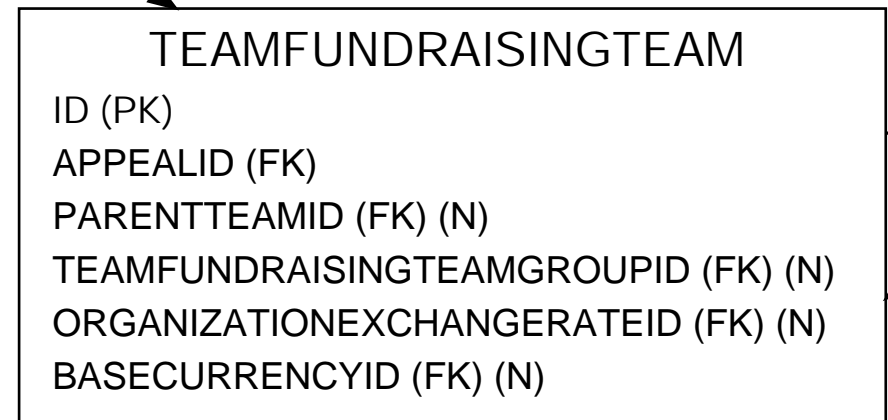 TEAMFUNDRAISINGTEAM
ID (PK)
APPEALID (FK)
PARENTTEAMID (FK) (N)
TEAMFUNDRAISINGTEAMGROUPID (FK) (N)
ORGANIZATIONEXCHANGERATEID (FK) (N)
BASECURRENCYID (FK) (N)